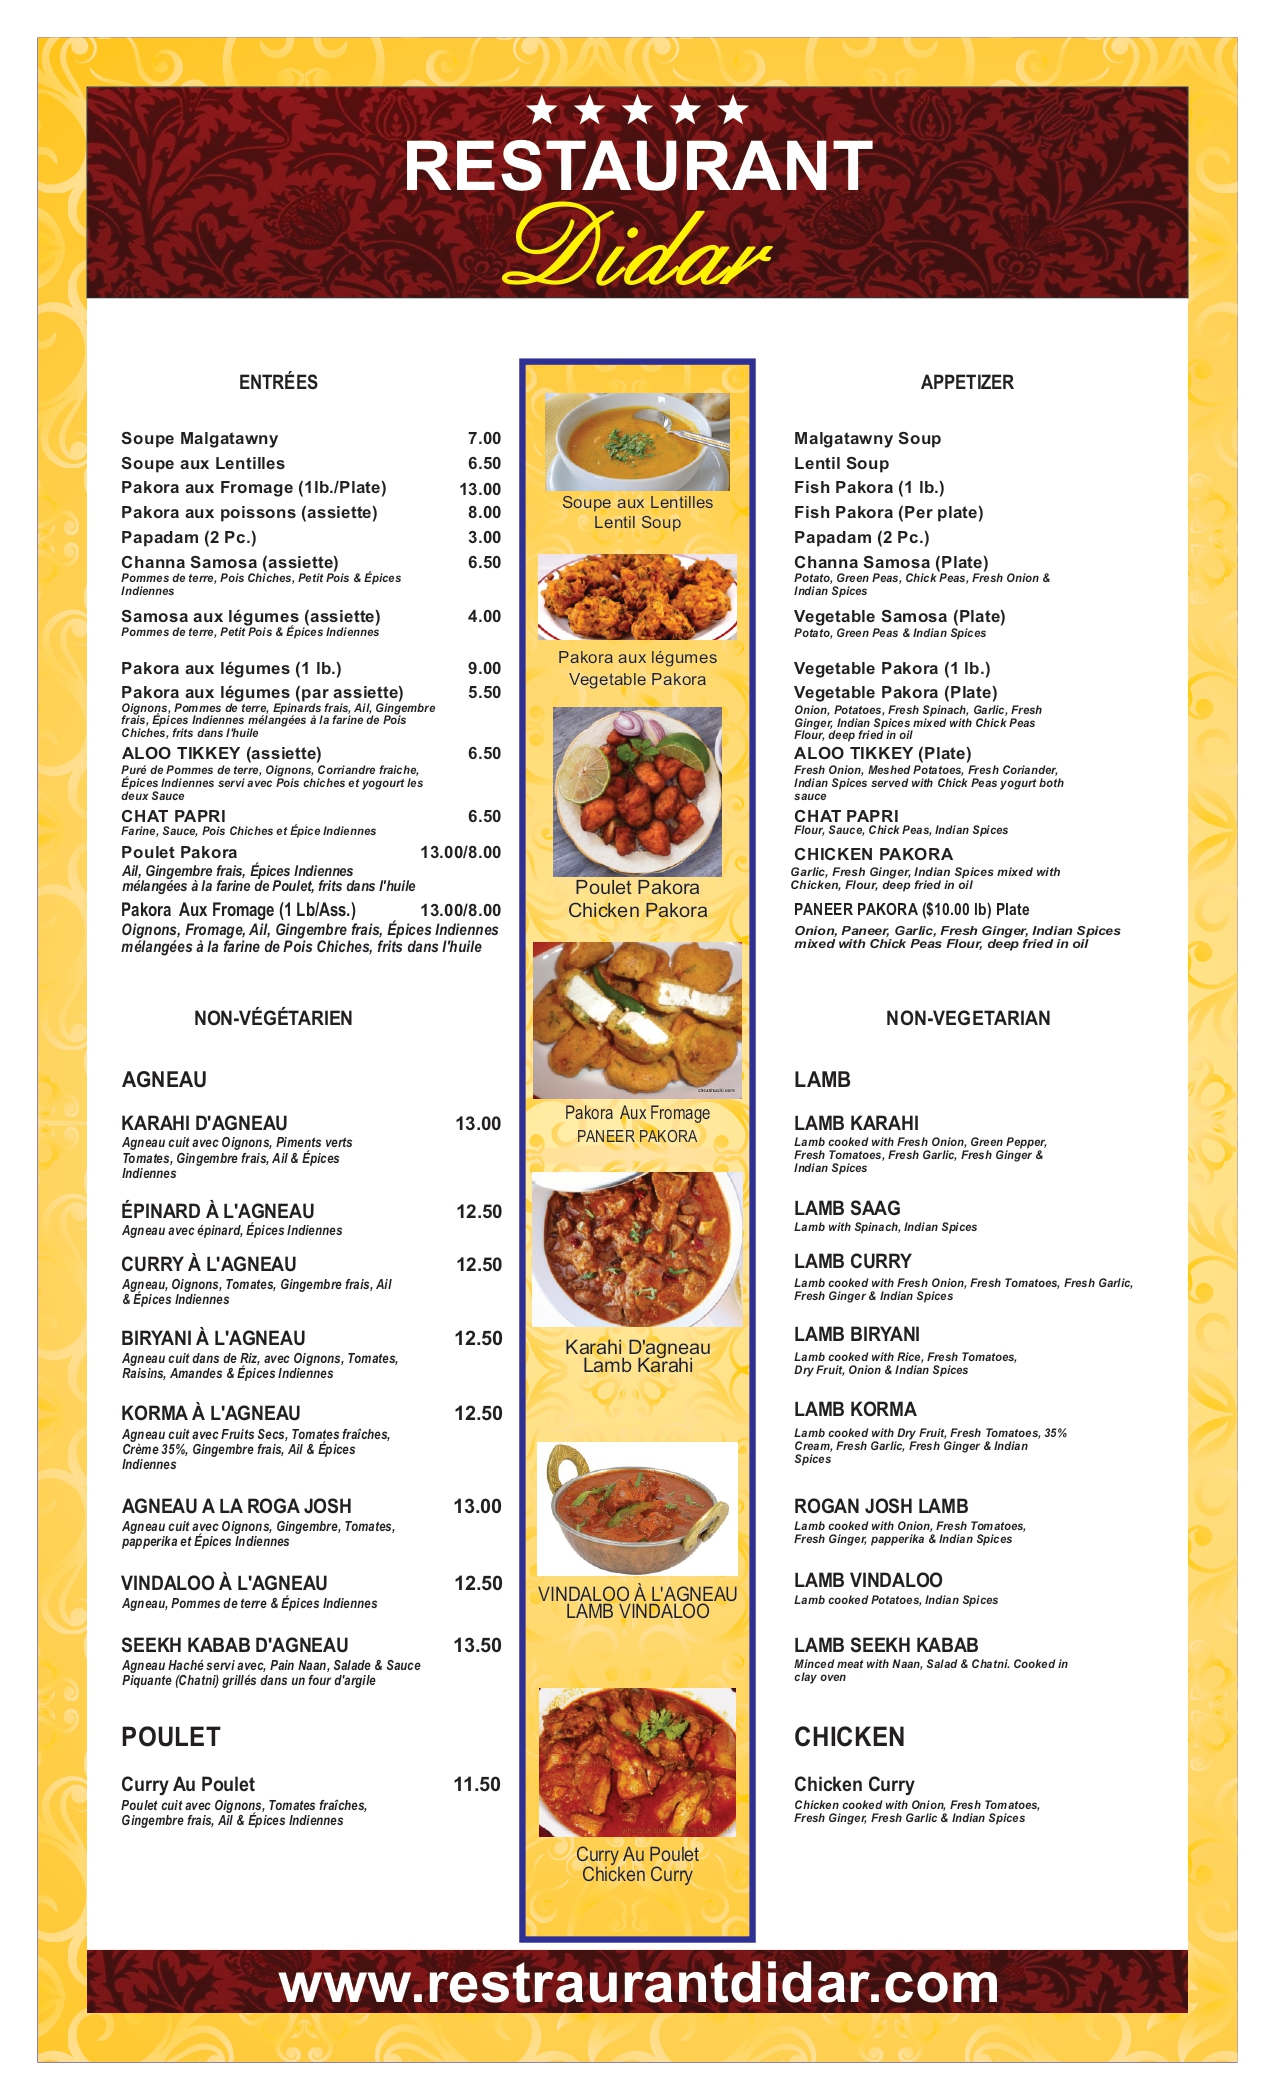 RESTAURANT
Didar
ENTRÉES
Soupe Malgatawny 7.00
Soupe aux Lentilles 6.50
Pakora aux Fromage (1lb./Plate) 13.00
Pakora aux poissons (assiette) 8.00
Papadam (2 Pc.) 3.00
Channa Samosa (assiette) 6.50
Pommes de terre, Pois Chiches, Petit Pois & Épices
Indiennes
Samosa aux légumes (assiette) 4.00
Pommes de terre, Petit Pois & Épices Indiennes
Pakora aux légumes (1 lb.) 9.00
Pakora aux légumes (par assiette) 5.50
Oignons, Pommes de terre, Epinards frais, Ail, Gingembre
frais, Épices Indiennes mélangées à la farine de Pois
Chiches, frits dans l'huile
ALOO TIKKEY (assiette) 6.50
Puré de Pommes de terre, Oignons, Corriandre fraiche,
Épices Indiennes servi avec Pois chiches et yogourt les
deux Sauce
CHAT PAPRI 6.50
Farine, Sauce, Pois Chiches et Épice Indiennes
Poulet Pakora 13.00/8.00
Ail, Gingembre frais, Épices Indiennes
mélangées à la farine de Poulet, frits dans l'huile
Pakora Aux Fromage (1 Lb/Ass.) 13.00/8.00
Oignons, Fromage, Ail, Gingembre frais, Épices Indiennes
mélangées à la farine de Pois Chiches, frits dans l'huile
NON-VÉGÉTARIEN
AGNEAU
KARAHI D'AGNEAU 13.00
Agneau cuit avec Oignons, Piments verts
Tomates, Gingembre frais, Ail & Épices
Indiennes
ÉPINARD À L'AGNEAU 12.50
Agneau avec épinard, Épices Indiennes
CURRY À L'AGNEAU 12.50
Agneau, Oignons, Tomates, Gingembre frais, Ail
& Épices Indiennes
BIRYANI À L'AGNEAU 12.50
Agneau cuit dans de Riz, avec Oignons, Tomates,
Raisins, Amandes & Épices Indiennes
KORMA À L'AGNEAU 12.50
Agneau cuit avec Fruits Secs, Tomates fraîches,
Crème 35%, Gingembre frais, Ail & Épices
Indiennes
AGNEAU A LA ROGA JOSH 13.00
Agneau cuit avec Oignons, Gingembre, Tomates,
papperika et Épices Indiennes
VINDALOO À L'AGNEAU 12.50
Agneau, Pommes de terre & Épices Indiennes
SEEKH KABAB D'AGNEAU 13.50
Agneau Haché servi avec, Pain Naan, Salade & Sauce
Piquante (Chatni) grillés dans un four d'argile
POULET
Curry Au Poulet 11.50
Poulet cuit avec Oignons, Tomates fraîches,
Gingembre frais, Ail & Épices Indiennes
Soupe aux Lentilles
Lentil Soup
Pakora aux légumes
Vegetable Pakora
Poulet Pakora
Chicken Pakora
Pakora Aux Fromage
PANEER PAKORA
Karahi D'agneau
Lamb Karahi
VINDALOO À L'AGNEAU
LAMB VINDALOO
Curry Au Poulet
Chicken Curry
APPETIZER
Malgatawny Soup
Lentil Soup
Fish Pakora (1 lb.)
Fish Pakora (Per plate)
Papadam (2 Pc.)
Channa Samosa (Plate)
Potato, Green Peas, Chick Peas, Fresh Onion &
Indian Spices
Vegetable Samosa (Plate)
Potato, Green Peas & Indian Spices
Vegetable Pakora (1 lb.)
Vegetable Pakora (Plate)
Onion, Potatoes, Fresh Spinach, Garlic, Fresh
Ginger, Indian Spices mixed with Chick Peas
Flour, deep fried in oil
ALOO TIKKEY (Plate)
Fresh Onion, Meshed Potatoes, Fresh Coriander,
Indian Spices served with Chick Peas yogurt both
sauce
CHAT PAPRI
Flour, Sauce, Chick Peas, Indian Spices
CHICKEN PAKORA
Garlic, Fresh Ginger, Indian Spices mixed with
Chicken, Flour, deep fried in oil
PANEER PAKORA ($10.00 lb) Plate
Onion, Paneer, Garlic, Fresh Ginger, Indian Spices
mixed with Chick Peas Flour, deep fried in oil
NON-VEGETARIAN
LAMB
LAMB KARAHI
Lamb cooked with Fresh Onion, Green Pepper,
Fresh Tomatoes, Fresh Garlic, Fresh Ginger &
Indian Spices
LAMB SAAG
Lamb with Spinach, Indian Spices
LAMB CURRY
Lamb cooked with Fresh Onion, Fresh Tomatoes, Fresh Garlic,
Fresh Ginger & Indian Spices
LAMB BIRYANI
Lamb cooked with Rice, Fresh Tomatoes,
Dry Fruit, Onion & Indian Spices
LAMB KORMA
Lamb cooked with Dry Fruit, Fresh Tomatoes, 35%
Cream, Fresh Garlic, Fresh Ginger & Indian
Spices
ROGAN JOSH LAMB
Lamb cooked with Onion, Fresh Tomatoes,
Fresh Ginger, papperika & Indian Spices
LAMB VINDALOO
Lamb cooked Potatoes, Indian Spices
LAMB SEEKH KABAB
Minced meat with Naan, Salad & Chatni. Cooked in
clay oven
CHICKEN
Chicken Curry
Chicken cooked with Onion, Fresh Tomatoes,
Fresh Ginger, Fresh Garlic & Indian Spices
www.restraurantdidar.com